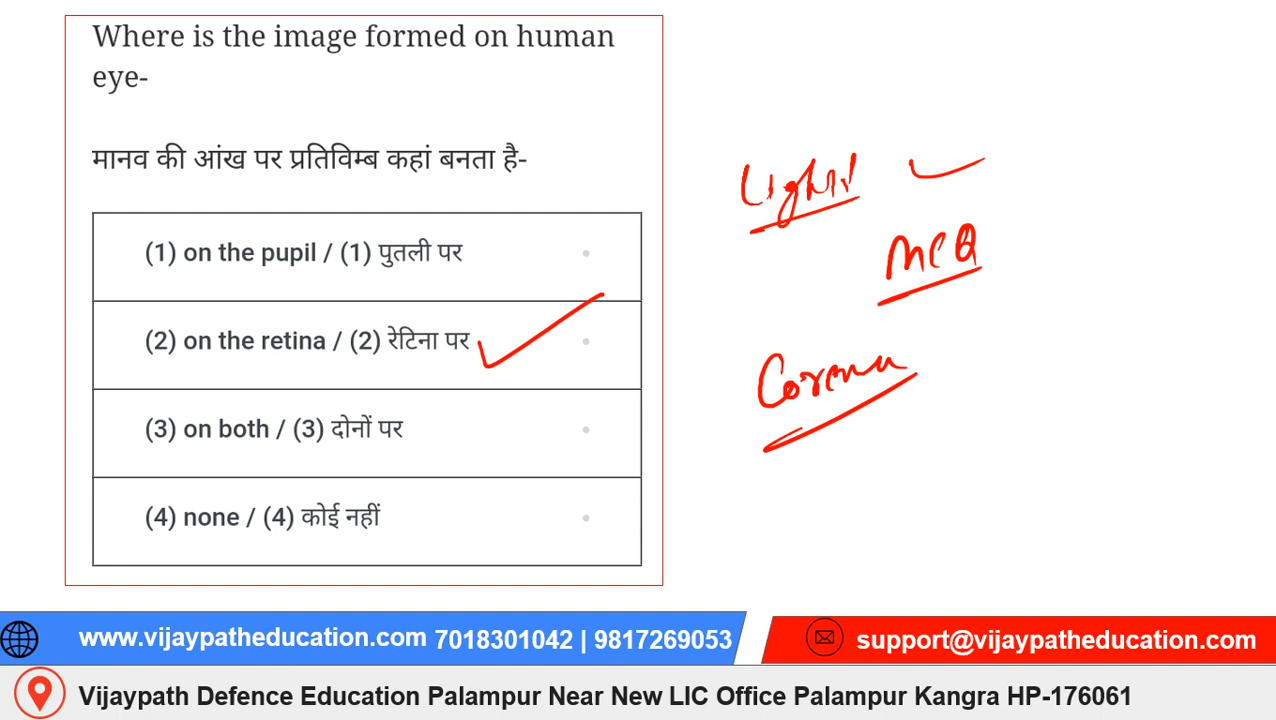 Where is the image formed on human
eye-
मानव की आंख पर प्रतिविम्ब कहां बनता है-
(1) on the pupil / (1) पुतली पर
(2) on the retina / (2) रेटिना पर
(3) on both / (3) दोनों पर
(4) none / (4) कोई नहीं
Light
MCQ
www.vijaypatheducation.com 7018301042 | 9817269053
support@vijaypatheducation.com
Vijaypath Defence Education Palampur Near New LIC Office Palampur Kangra HP-176061